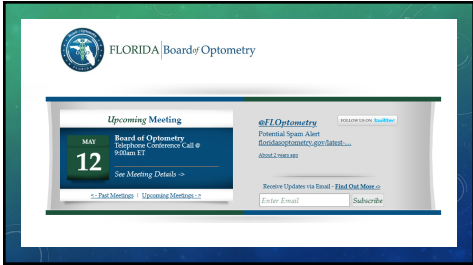 FLORIDA Board of Optometry
Upcoming Meeting
MAY
12
Board of Optometry
Telephone Conference Call @
9:00am ET
See Meeting Details ->
<- Past Meetings | Upcoming Meetings ->
@FLOptometry
FOLLOW US ON twitter
Potential Spam Alert
floridasoptometry.gov/latest-...
About 2 years ago
Receive Updates via Email - Find Out More ->
Enter Email
Subscribe